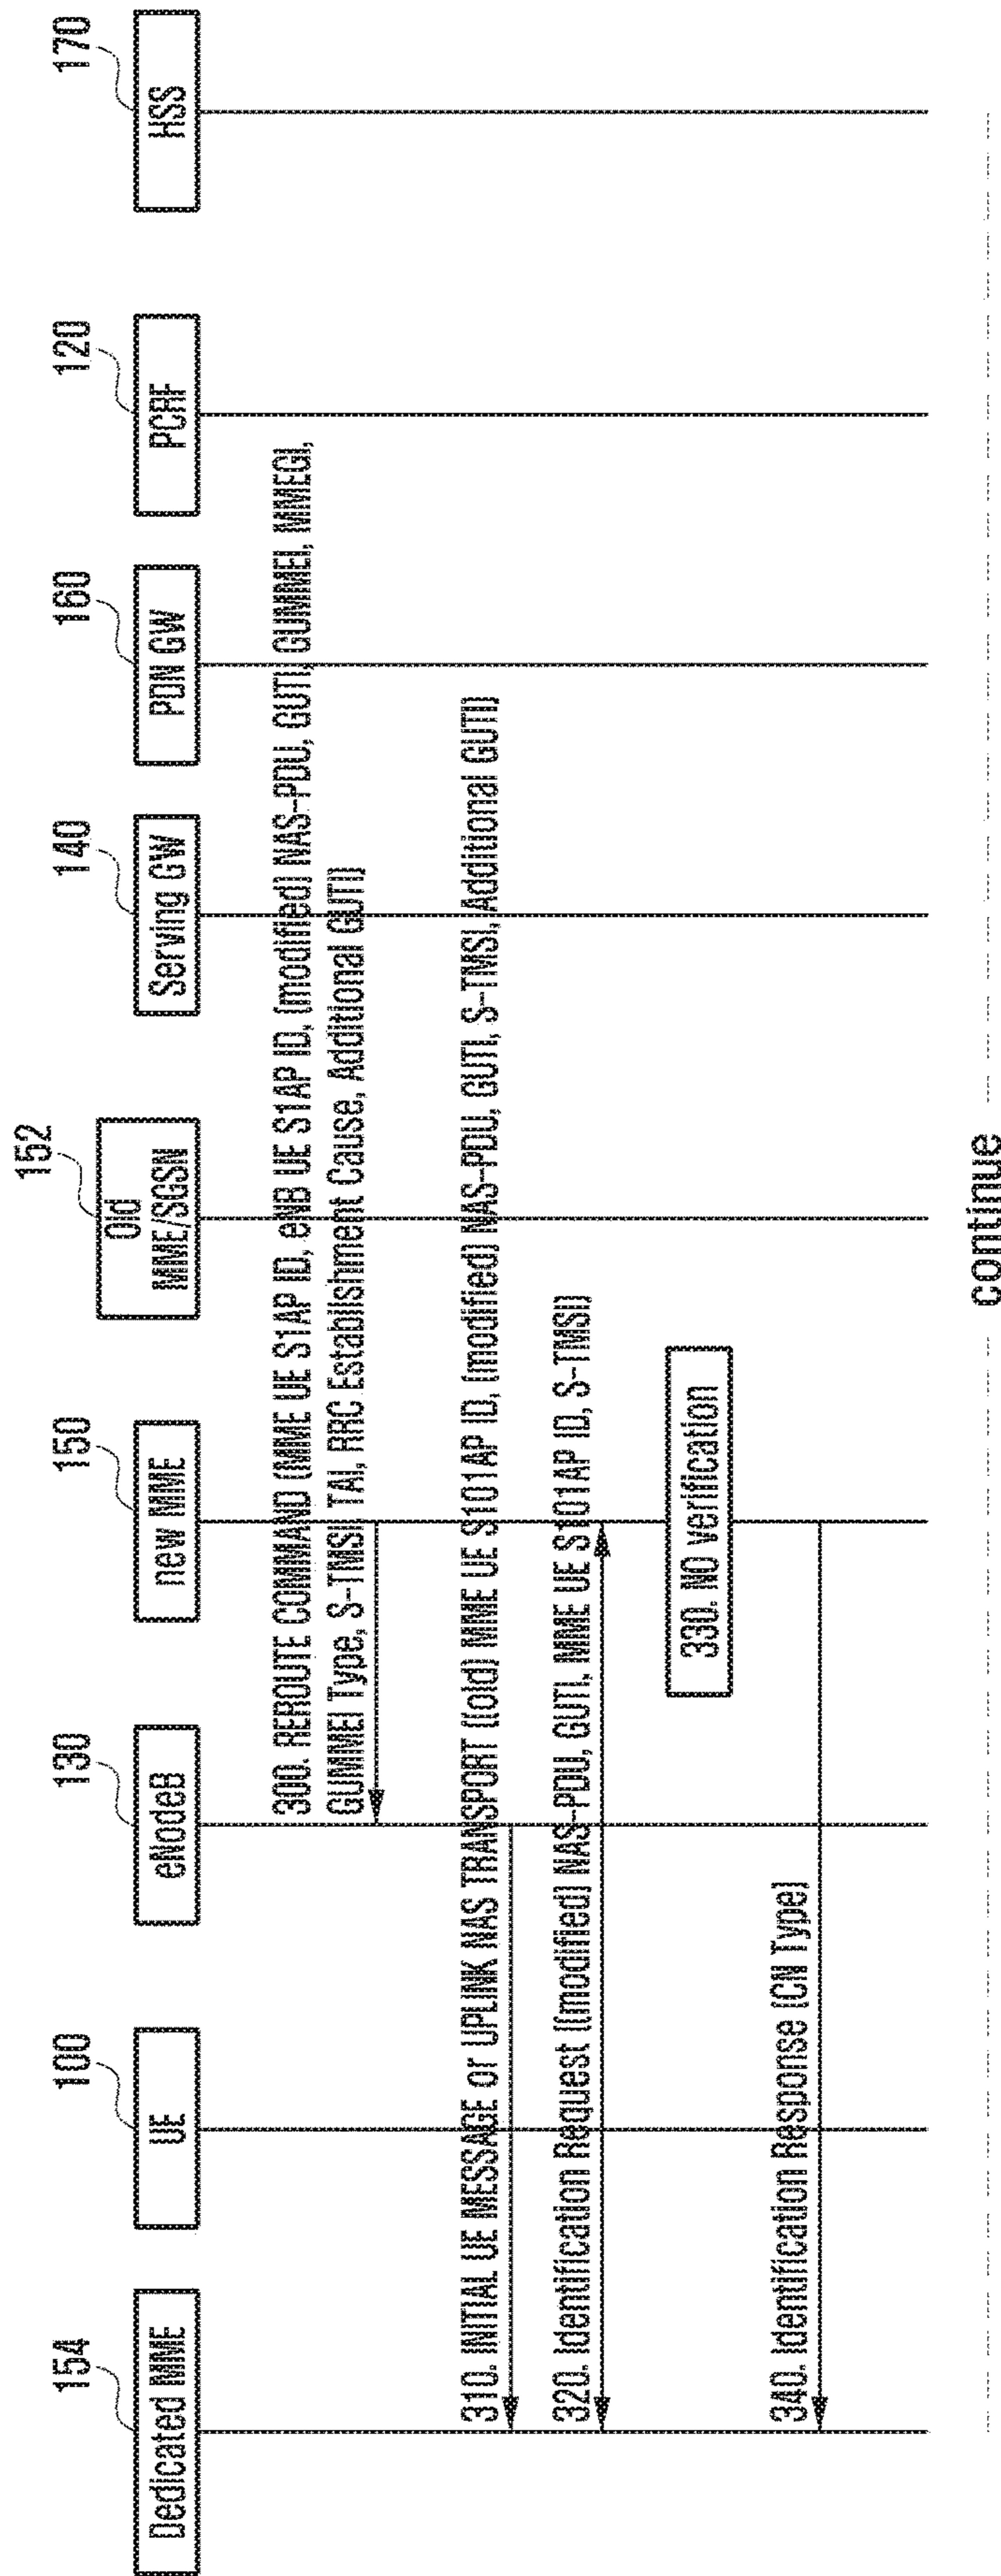 154
Dedicated MME
100
UE
130
eNodeB
150
new MME
152
Old
MME/SGSN
140
Serving GW
160
PDN GW
120
PCRF
170
HSS
300. REROUTE COMMAND (MME UE S1AP ID, eNB UE S1AP ID, (modified) NAS-PDU, GUTI, GUMMEI, MMEGI,
GUMMEI Type, S-TMSI, TAI, RRC Establishment Cause, Additional GUTI)
310. INITIAL UE MESSAGE or UPLINK NAS TRANSPORT ((old) MME UE S101AP ID, (modified) NAS-PDU, GUTI, S-TMSI, Additional GUTI)
320. Identification Request ((modified) NAS-PDU, GUTI, MME UE S101AP ID, S-TMSI)
330. NO verification
340. Identification Response (CN Type)
continue